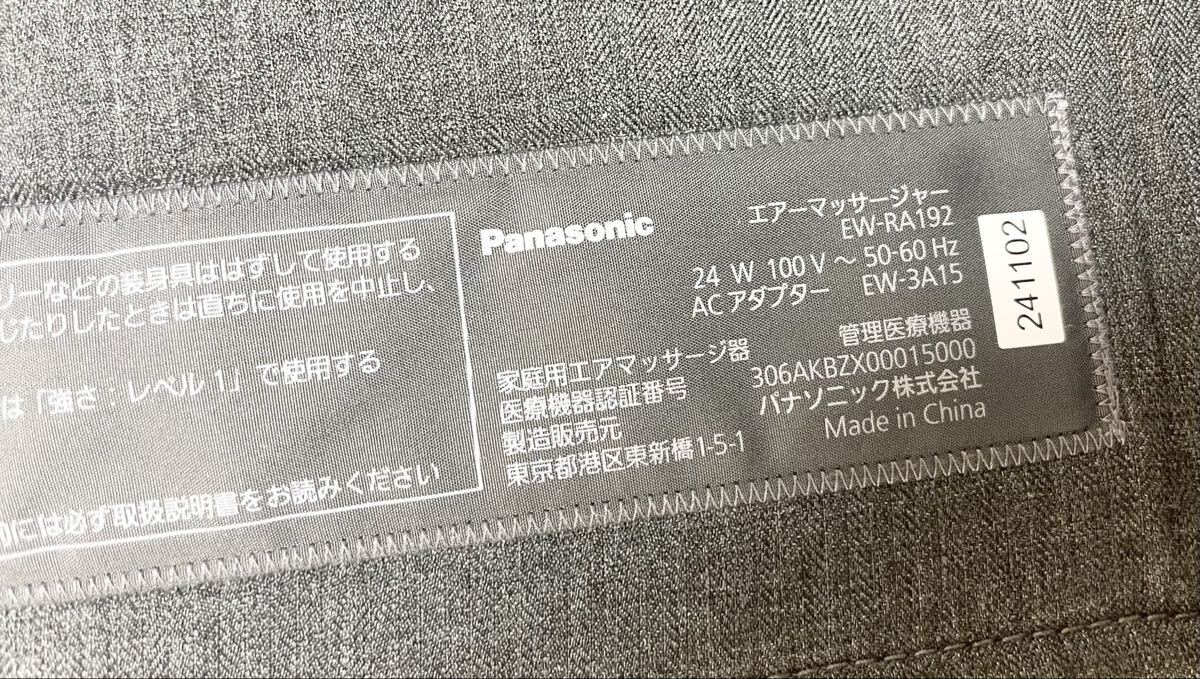 リーなどの装身具ははずして使用する
じたりしたときは直ちに使用を中止し、
は「強さ：レベル1」で使用する
前には必ず取扱説明書をお読みください
Panasonic
エアーマッサージャー
EW-RA192
24 W 100 V ～ 50-60 Hz
ACアダプター EW-3A15
家庭用エアマッサージ器 管理医療機器
医療機器認証番号 306AKBZX00015000
製造販売元 パナソニック株式会社
東京都港区東新橋1-5-1 Made in China
241102